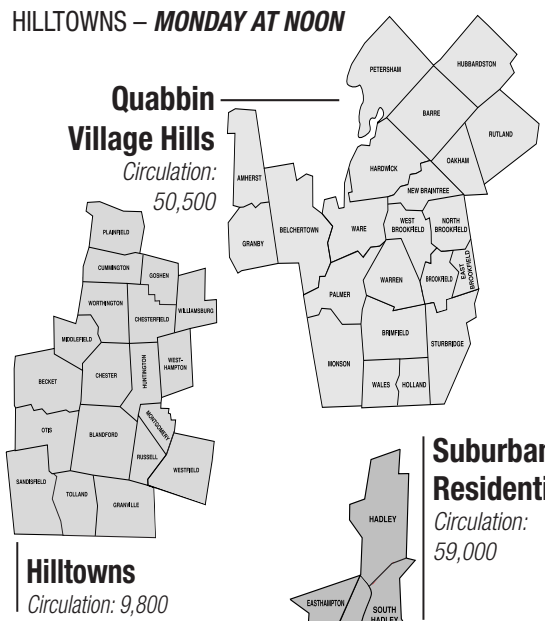 HILLTOWNS – MONDAY AT NOON
Quabbin
Village Hills
Circulation:
50,500
PETERSHAM
HUBBARDSTON
BARRE
RUTLAND
OAKHAM
HARDWICK
NEW BRAINTREE
AMHERST
BELCHERTOWN
GRANBY
WARE
WEST
BROOKFIELD
NORTH
BROOKFIELD
PALMER
WARREN
BROOKFIELD
EAST
BROOKFIELD
MONSON
BRIMFIELD
STURBRIDGE
WALES
HOLLAND
PLAINFIELD
CUMMINGTON
GOSHEN
WORTHINGTON
CHESTERFIELD
WILLIAMSBURG
MIDDLEFIELD
CHESTER
HUNTINGTON
WEST-
HAMPTON
BECKET
OTIS
BLANDFORD
MONTGOMERY
RUSSELL
WESTFIELD
SANDISFIELD
TOLLAND
GRANVILLE
Hilltowns
Circulation: 9,800
Suburban
Residenti
Circulation:
59,000
HADLEY
EASTHAMPTON
SOUTH
HADLEY